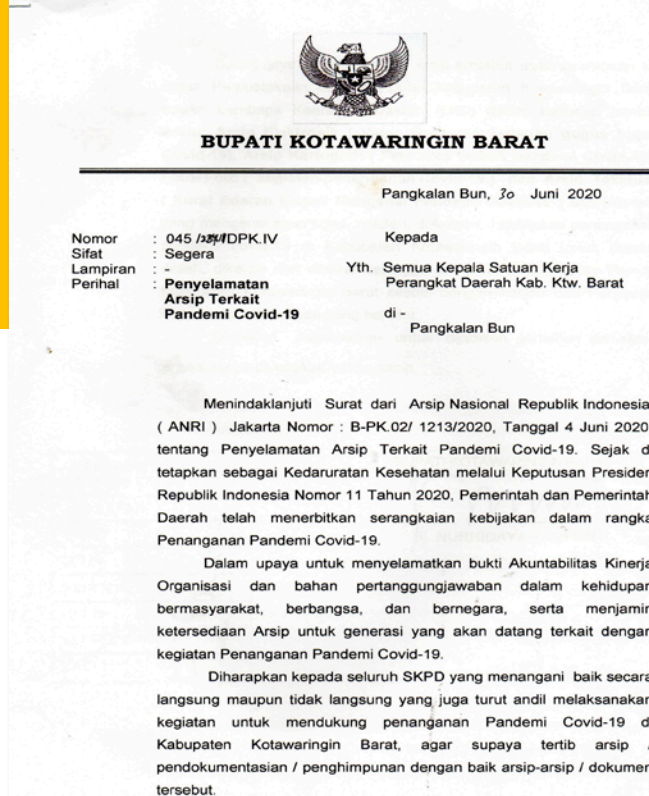 BUPATI KOTAWARINGIN BARAT
Pangkalan Bun, 30 Juni 2020
Nomor : 045 / /DPK.IV
Sifat : Segera
Lampiran : -
Perihal : Penyelamatan
Arsip Terkait
Pandemi Covid-19
Kepada
Yth. Semua Kepala Satuan Kerja
Perangkat Daerah Kab. Ktw. Barat
di -
Pangkalan Bun
Menindaklanjuti Surat dari Arsip Nasional Republik Indonesia
( ANRI ) Jakarta Nomor : B-PK.02/ 1213/2020, Tanggal 4 Juni 2020
tentang Penyelamatan Arsip Terkait Pandemi Covid-19. Sejak d
tetapkan sebagai Kedaruratan Kesehatan melalui Keputusan Presiden
Republik Indonesia Nomor 11 Tahun 2020, Pemerintah dan Pemerintah
Daerah telah menerbitkan serangkaian kebijakan dalam rangka
Penanganan Pandemi Covid-19.
Dalam upaya untuk menyelamatkan bukti Akuntabilitas Kinerja
Organisasi dan bahan pertanggungjawaban dalam kehidupan
bermasyarakat, berbangsa, dan bernegara, serta menjamin
ketersediaan Arsip untuk generasi yang akan datang terkait dengan
kegiatan Penanganan Pandemi Covid-19.
Diharapkan kepada seluruh SKPD yang menangani baik secara
langsung maupun tidak langsung yang juga turut andil melaksanakan
kegiatan untuk mendukung penanganan Pandemi Covid-19 d
Kabupaten Kotawaringin Barat, agar supaya tertib arsip /
pendokumentasian / penghimpunan dengan baik arsip-arsip / dokumen
tersebut.